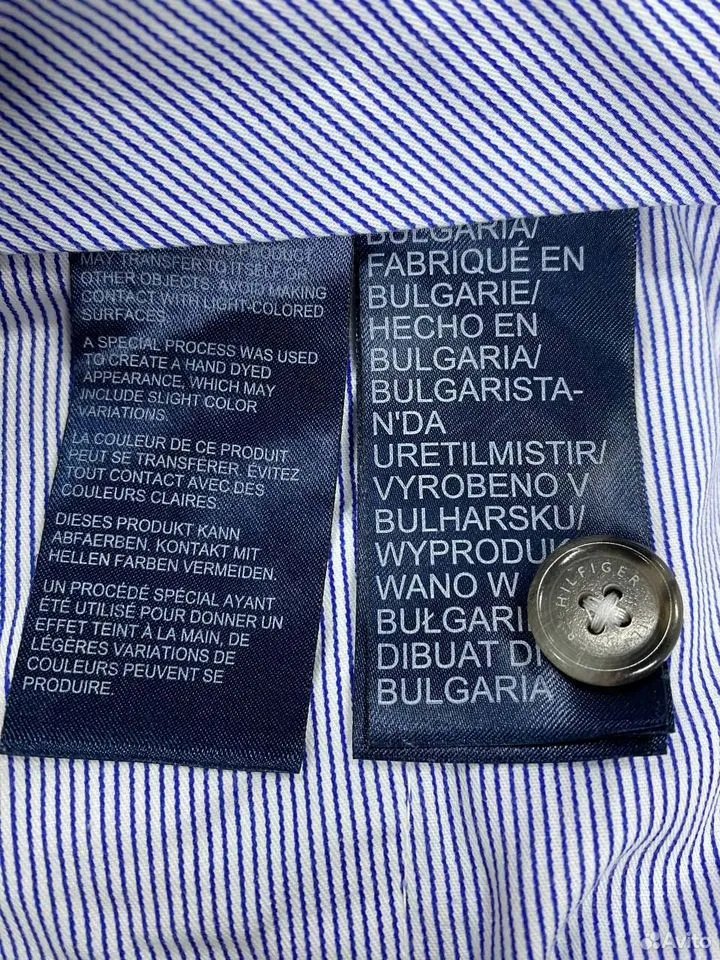 MAY TRANSFER TO ITSELF OR
OTHER OBJECTS. AVOID MAKING
CONTACT WITH LIGHT-COLORED
SURFACES.
A SPECIAL PROCESS WAS USED
TO CREATE A HAND DYED
APPEARANCE, WHICH MAY
INCLUDE SLIGHT COLOR
VARIATIONS.
LA COULEUR DE CE PRODUIT
PEUT SE TRANSFÉRER. ÉVITEZ
TOUT CONTACT AVEC DES
COULEURS CLAIRES.
DIESES PRODUKT KANN
ABFAERBEN. KONTAKT MIT
HELLEN FARBEN VERMEIDEN.
UN PROCÉDÉ SPÉCIAL AYANT
ÉTÉ UTILISÉ POUR DONNER UN
EFFET TEINT À LA MAIN, DE
LÉGÈRES VARIATIONS DE
COULEURS PEUVENT SE
PRODUIRE.
BULGARIA/
FABRIQUÉ EN
BULGARIE/
HECHO EN
BULGARIA/
BULGARISTA-
N'DA
URETILMISTIR/
VYROBENO V
BULHARSKU/
WYPRODUK
WANO W
BUŁGARI
DIBUAT DI
BULGARIA
HILFIGER
Avito